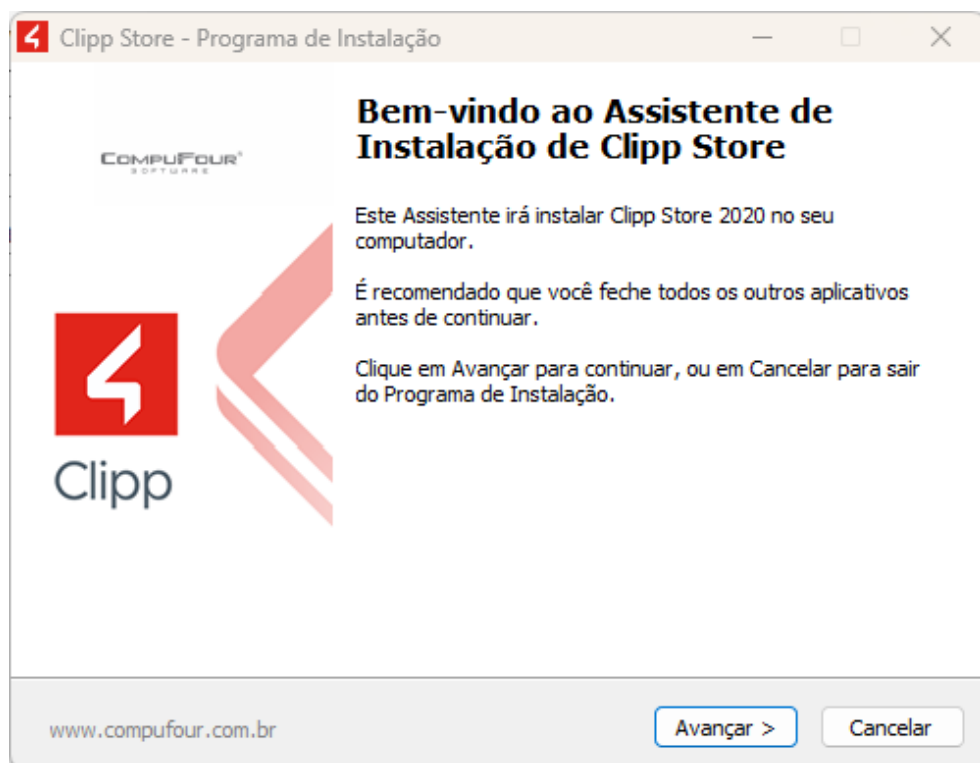 Clipp Store - Programa de Instalação
COMPUFOUR®
SOFTWARE
Bem-vindo ao Assistente de
Instalação de Clipp Store
Este Assistente irá instalar Clipp Store 2020 no seu
computador.
É recomendado que você feche todos os outros aplicativos
antes de continuar.
Clique em Avançar para continuar, ou em Cancelar para sair
do Programa de Instalação.
Clipp
www.compufour.com.br
Avançar >
Cancelar